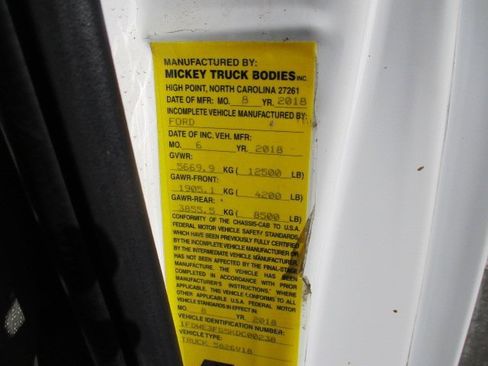 MANUFACTURED BY:
MICKEY TRUCK BODIES INC.
HIGH POINT, NORTH CAROLINA 27261
DATE OF MFR: MO. 8 YR. 2018
INCOMPLETE VEHICLE MANUFACTURED BY:
FORD
DATE OF INC. VEH. MFR:
MO. 6 YR. 2018
GVWR:
5669.9 KG ( 12500 LB)
GAWR-FRONT:
1905.1 KG ( 4200 LB)
GAWR-REAR:
3855.5 KG ( 8500 LB)
CONFORMITY OF THE CHASSIS-CAB TO U.S.A
FEDERAL MOTOR VEHICLE SAFETY STANDARDS,
WHICH HAVE BEEN PREVIOUSLY FULLY CERTIFIED
BY THE INCOMPLETE VEHICLE MANUFACTURER
OR BY THE INTERMEDIATE VEHICLE MANUFACTURER, HAS
NOT BEEN AFFECTED BY THE FINAL-STAGE
MANUFACTURER. THE VEHICLE HAS BEEN
COMPLETED IN ACCORDANCE WITH PRIOR
MANUFACTURER'S INSTRUCTIONS, WHERE
APPLICABLE. THIS VEHICLE CONFORMS TO ALL
OTHER APPLICABLE U.S.A FEDERAL MOTOR
VEHICLE STANDARDS IN EFFECT IN:
MO. 8 2018
VEHICLE IDENTIFICATION NUMBER:
VEHICLE TYPE:
TRUCK 5826V18